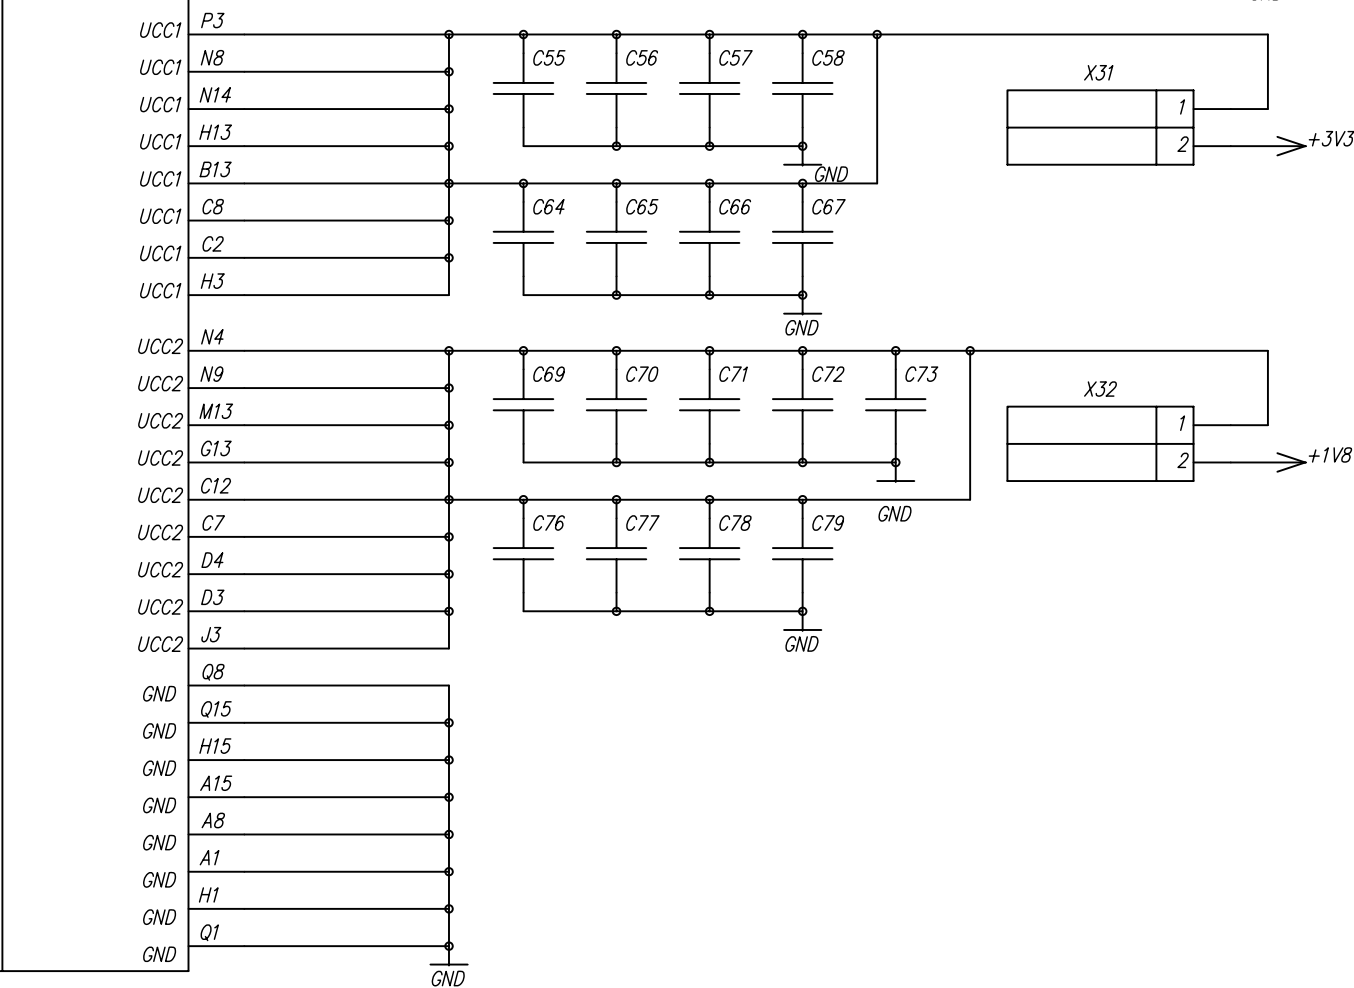 UCC1 P3
UCC1 N8 C55 C56 C57 C58 X31
UCC1 N14 1
UCC1 H13 2 +3V3
UCC1 B13 GND
UCC1 C8 C64 C65 C66 C67
UCC1 C2
UCC1 H3
GND
UCC2 N4
UCC2 N9 C69 C70 C71 C72 C73 X32
UCC2 M13 1
UCC2 G13 2 +1V8
UCC2 C12 GND
UCC2 C7 C76 C77 C78 C79
UCC2 D4
UCC2 D3
UCC2 J3 GND
GND Q8
GND Q15
GND H15
GND A15
GND A8
GND A1
GND H1
GND Q1
GND